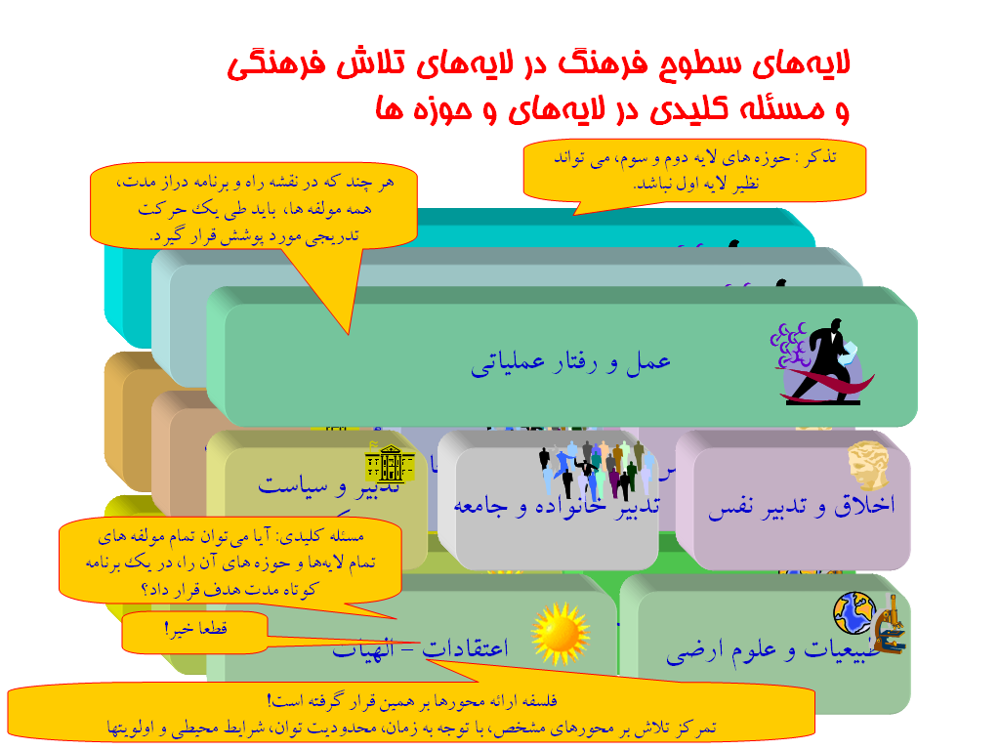 لایه‌های سطوح فرهنگ در لایه‌های تلاش فرهنگی
و مسئله کلیدی در لایه‌های و حوزه ها
تذکر : حوزه های لایه دوم و سوم، می تواند
نظیر لایه اول نباشد.
هر چند که در نقشه راه و برنامه دراز مدت،
همه مولفه ها، باید طی یک حرکت
تدریجی مورد پوشش قرار گیرد.
عمل و رفتار عملیاتی
اخلاق و تدبیر نفس
تدبیر خانواده و جامعه
تدبیر و سیاست
مسئله کلیدی: آیا می‌توان تمام مولفه های
تمام لایه‌ها و حوزه های آن را، در یک برنامه
کوتاه مدت هدف قرار داد؟
قطعا خیر!
طبیعیات و علوم ارضی
اعتقادات – الهیات
فلسفه ارائه محورها بر همین قرار گرفته است!
تمرکز تلاش بر محورهای مشخص، با توجه به زمان، محدودیت توان، شرایط محیطی و اولویتها